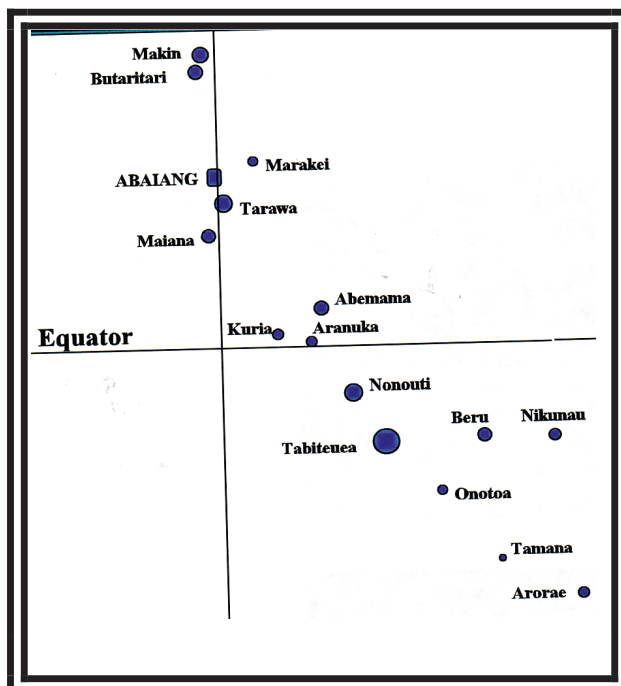 Makin
Butaritari
Marakei
ABAIANG
Tarawa
Maiana
Abemama
Kuria
Aranuka
Equator
Nonouti
Beru
Nikunau
Tabiteuea
Onotoa
Tamana
Arorae